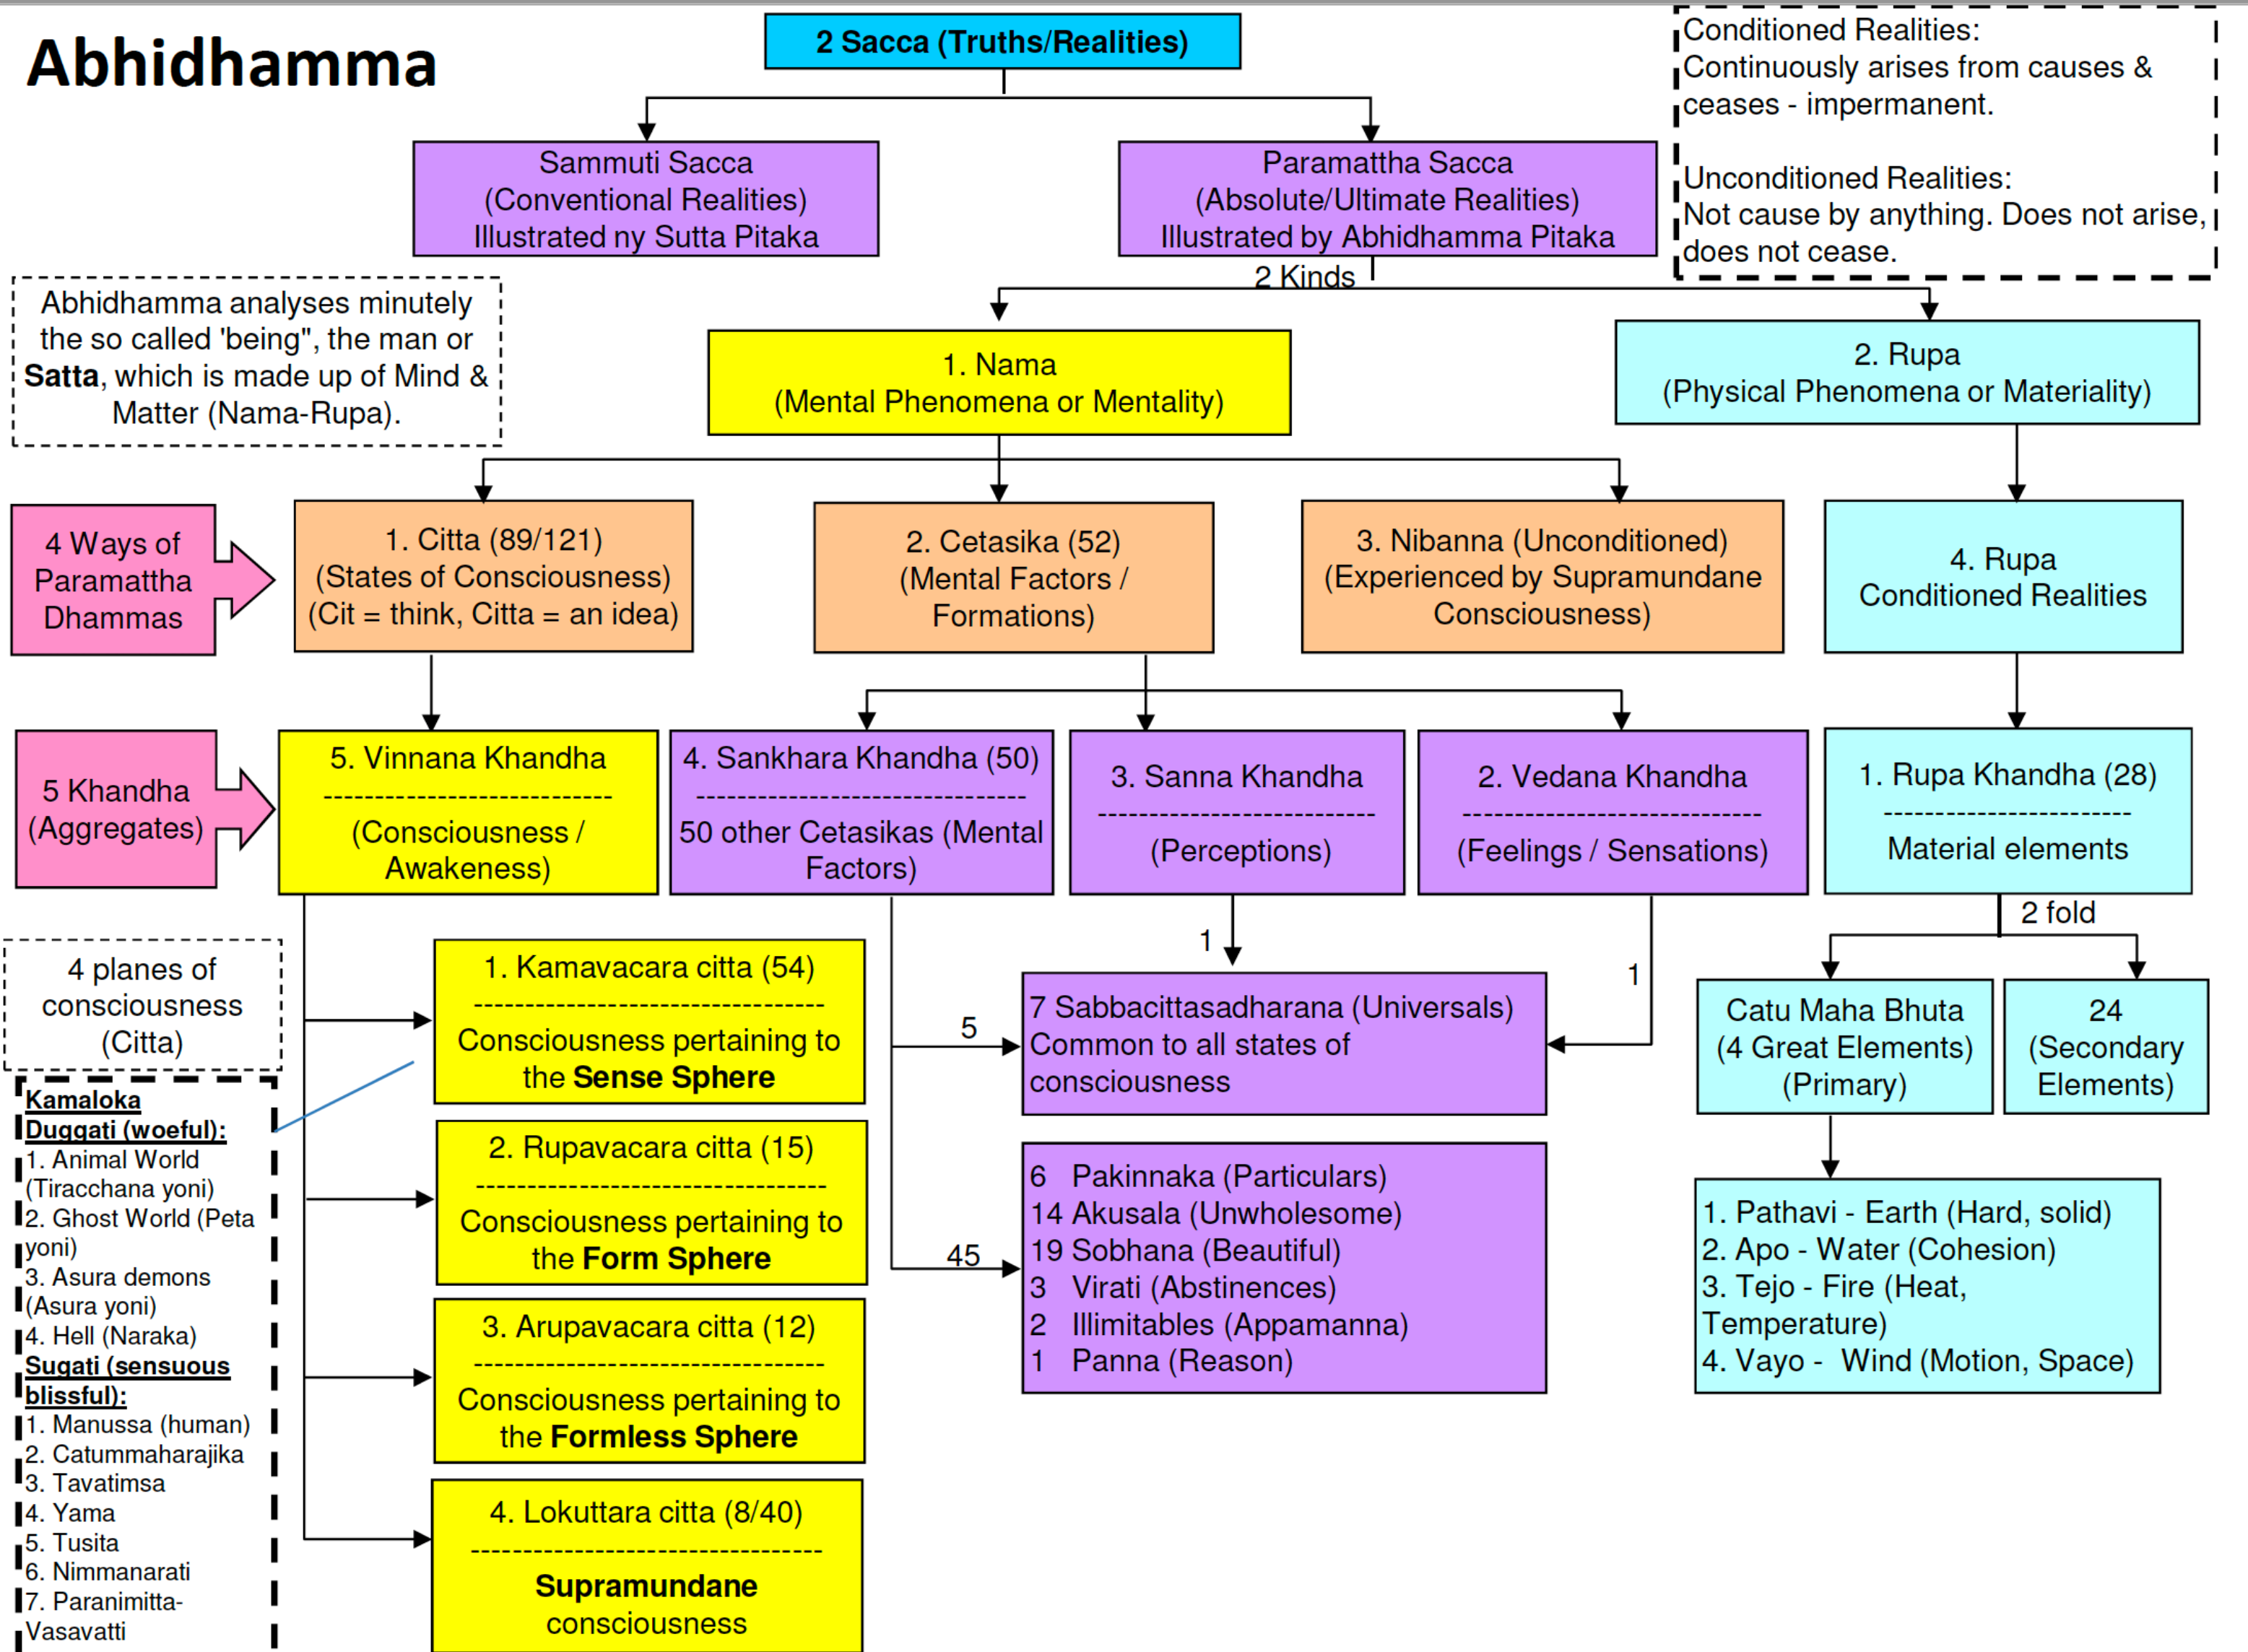 Abhidhamma
2 Sacca (Truths/Realities)
Conditioned Realities:
Continuously arises from causes &
ceases - impermanent.
Unconditioned Realities:
Not cause by anything. Does not arise,
does not cease.
Sammuti Sacca
(Conventional Realities)
Illustrated ny Sutta Pitaka
Paramattha Sacca
(Absolute/Ultimate Realities)
Illustrated by Abhidhamma Pitaka
2 Kinds
Abhidhamma analyses minutely
the so called 'being", the man or
Satta, which is made up of Mind &
Matter (Nama-Rupa).
1. Nama
(Mental Phenomena or Mentality)
2. Rupa
(Physical Phenomena or Materiality)
4 Ways of
Paramattha
Dhammas
1. Citta (89/121)
(States of Consciousness)
(Cit = think, Citta = an idea)
2. Cetasika (52)
(Mental Factors /
Formations)
3. Nibanna (Unconditioned)
(Experienced by Supramundane
Consciousness)
4. Rupa
Conditioned Realities
5 Khandha
(Aggregates)
5. Vinnana Khandha
----------------------------
(Consciousness /
Awakeness)
4. Sankhara Khandha (50)
--------------------------------
50 other Cetasikas (Mental
Factors)
3. Sanna Khandha
---------------------------
(Perceptions)
2. Vedana Khandha
-----------------------------
(Feelings / Sensations)
1. Rupa Khandha (28)
------------------------
Material elements
2 fold
4 planes of
consciousness
(Citta)
1. Kamavacara citta (54)
----------------------------------
Consciousness pertaining to
the Sense Sphere
2. Rupavacara citta (15)
----------------------------------
Consciousness pertaining to
the Form Sphere
3. Arupavacara citta (12)
----------------------------------
Consciousness pertaining to
the Formless Sphere
4. Lokuttara citta (8/40)
----------------------------------
Supramundane
consciousness
Kamaloka
Duggati (woeful):
1. Animal World
(Tiracchana yoni)
2. Ghost World (Peta
yoni)
3. Asura demons
(Asura yoni)
4. Hell (Naraka)
Sugati (sensuous
blissful):
1. Manussa (human)
2. Catummaharajika
3. Tavatimsa
4. Yama
5. Tusita
6. Nimmanarati
7. Paranimitta-
Vasavatti
1
1
5
45
7 Sabbacittasadharana (Universals)
Common to all states of
consciousness
6 Pakinnaka (Particulars)
14 Akusala (Unwholesome)
19 Sobhana (Beautiful)
3 Virati (Abstinences)
2 Illimitables (Appamanna)
1 Panna (Reason)
Catu Maha Bhuta
(4 Great Elements)
(Primary)
24
(Secondary
Elements)
1. Pathavi - Earth (Hard, solid)
2. Apo - Water (Cohesion)
3. Tejo - Fire (Heat,
Temperature)
4. Vayo - Wind (Motion, Space)